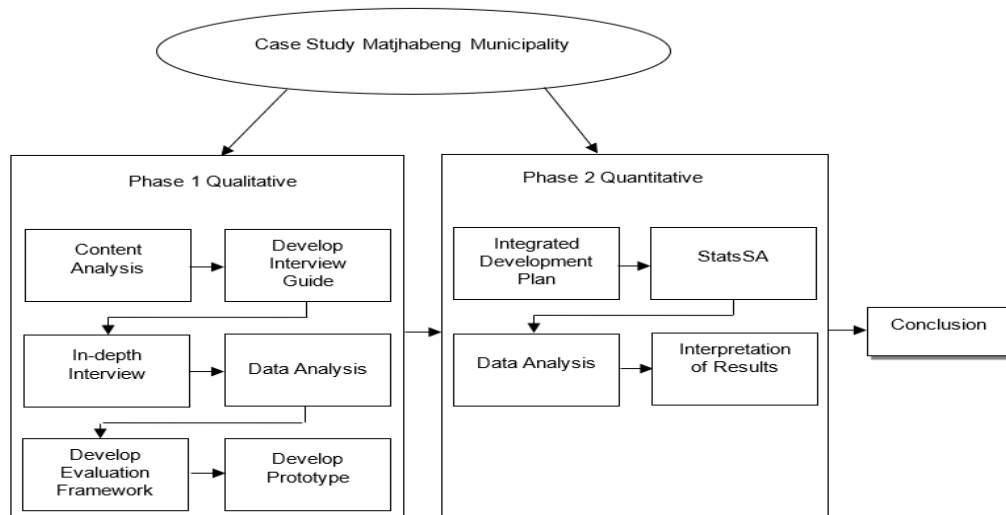 Case Study Matjhabeng Municipality
Phase 1 Qualitative
Content
Analysis
Develop
Interview
Guide
In-depth
Interview
Data Analysis
Develop
Evaluation
Framework
Develop
Prototype
Phase 2 Quantitative
Integrated
Development
Plan
StatsSA
Data Analysis
Interpretation
of Results
Conclusion